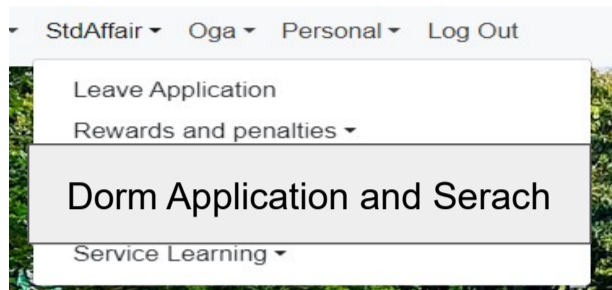 StdAffair Oga Personal Log Out
Leave Application
Rewards and penalties
Dorm Application and Serach
Service Learning